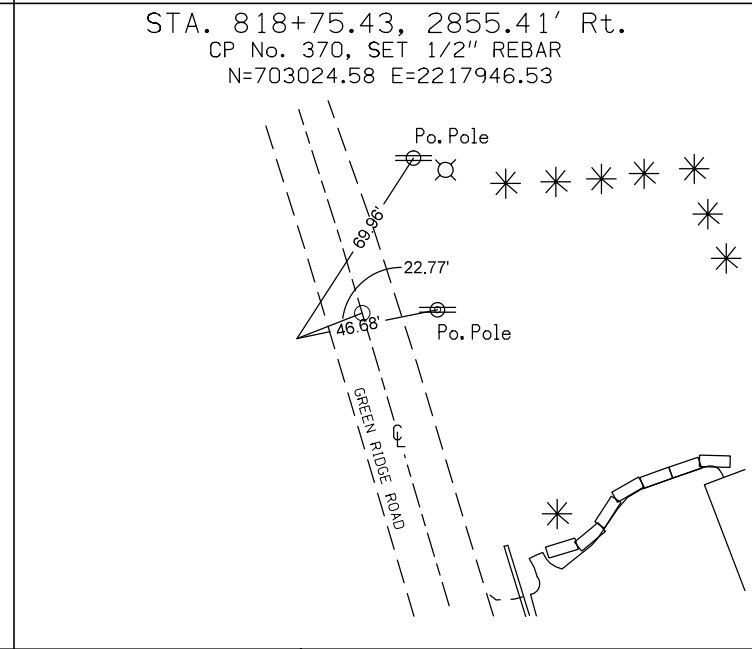 STA. 818+75.43, 2855.41' Rt.
CP No. 370, SET 1/2" REBAR
N=703024.58 E=2217946.53
Po. Pole
69.96'
22.77'
46.68'
Po. Pole
℄
GREEN RIDGE ROAD